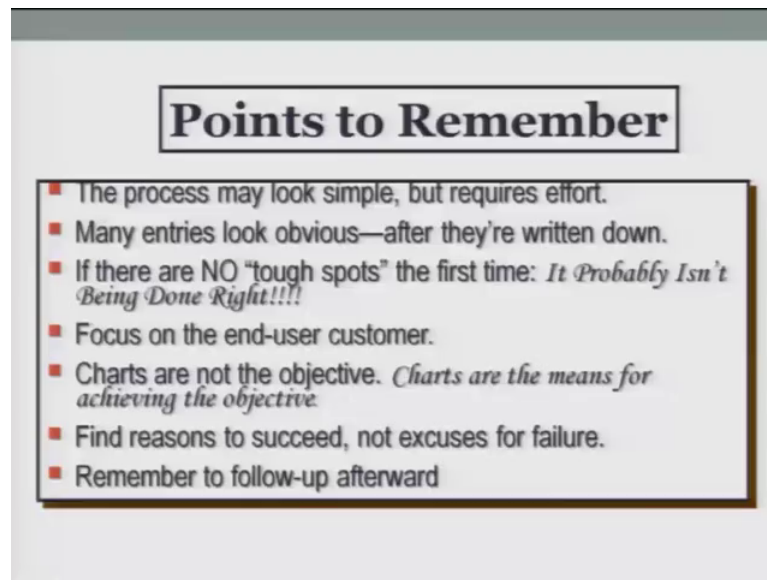 Points to Remember
The process may look simple, but requires effort.
Many entries look obvious—after they're written down.
If there are NO "tough spots" the first time: It Probably Isn't
Being Done Right!!!!
Focus on the end-user customer.
Charts are not the objective. Charts are the means for
achieving the objective
Find reasons to succeed, not excuses for failure.
Remember to follow-up afterward